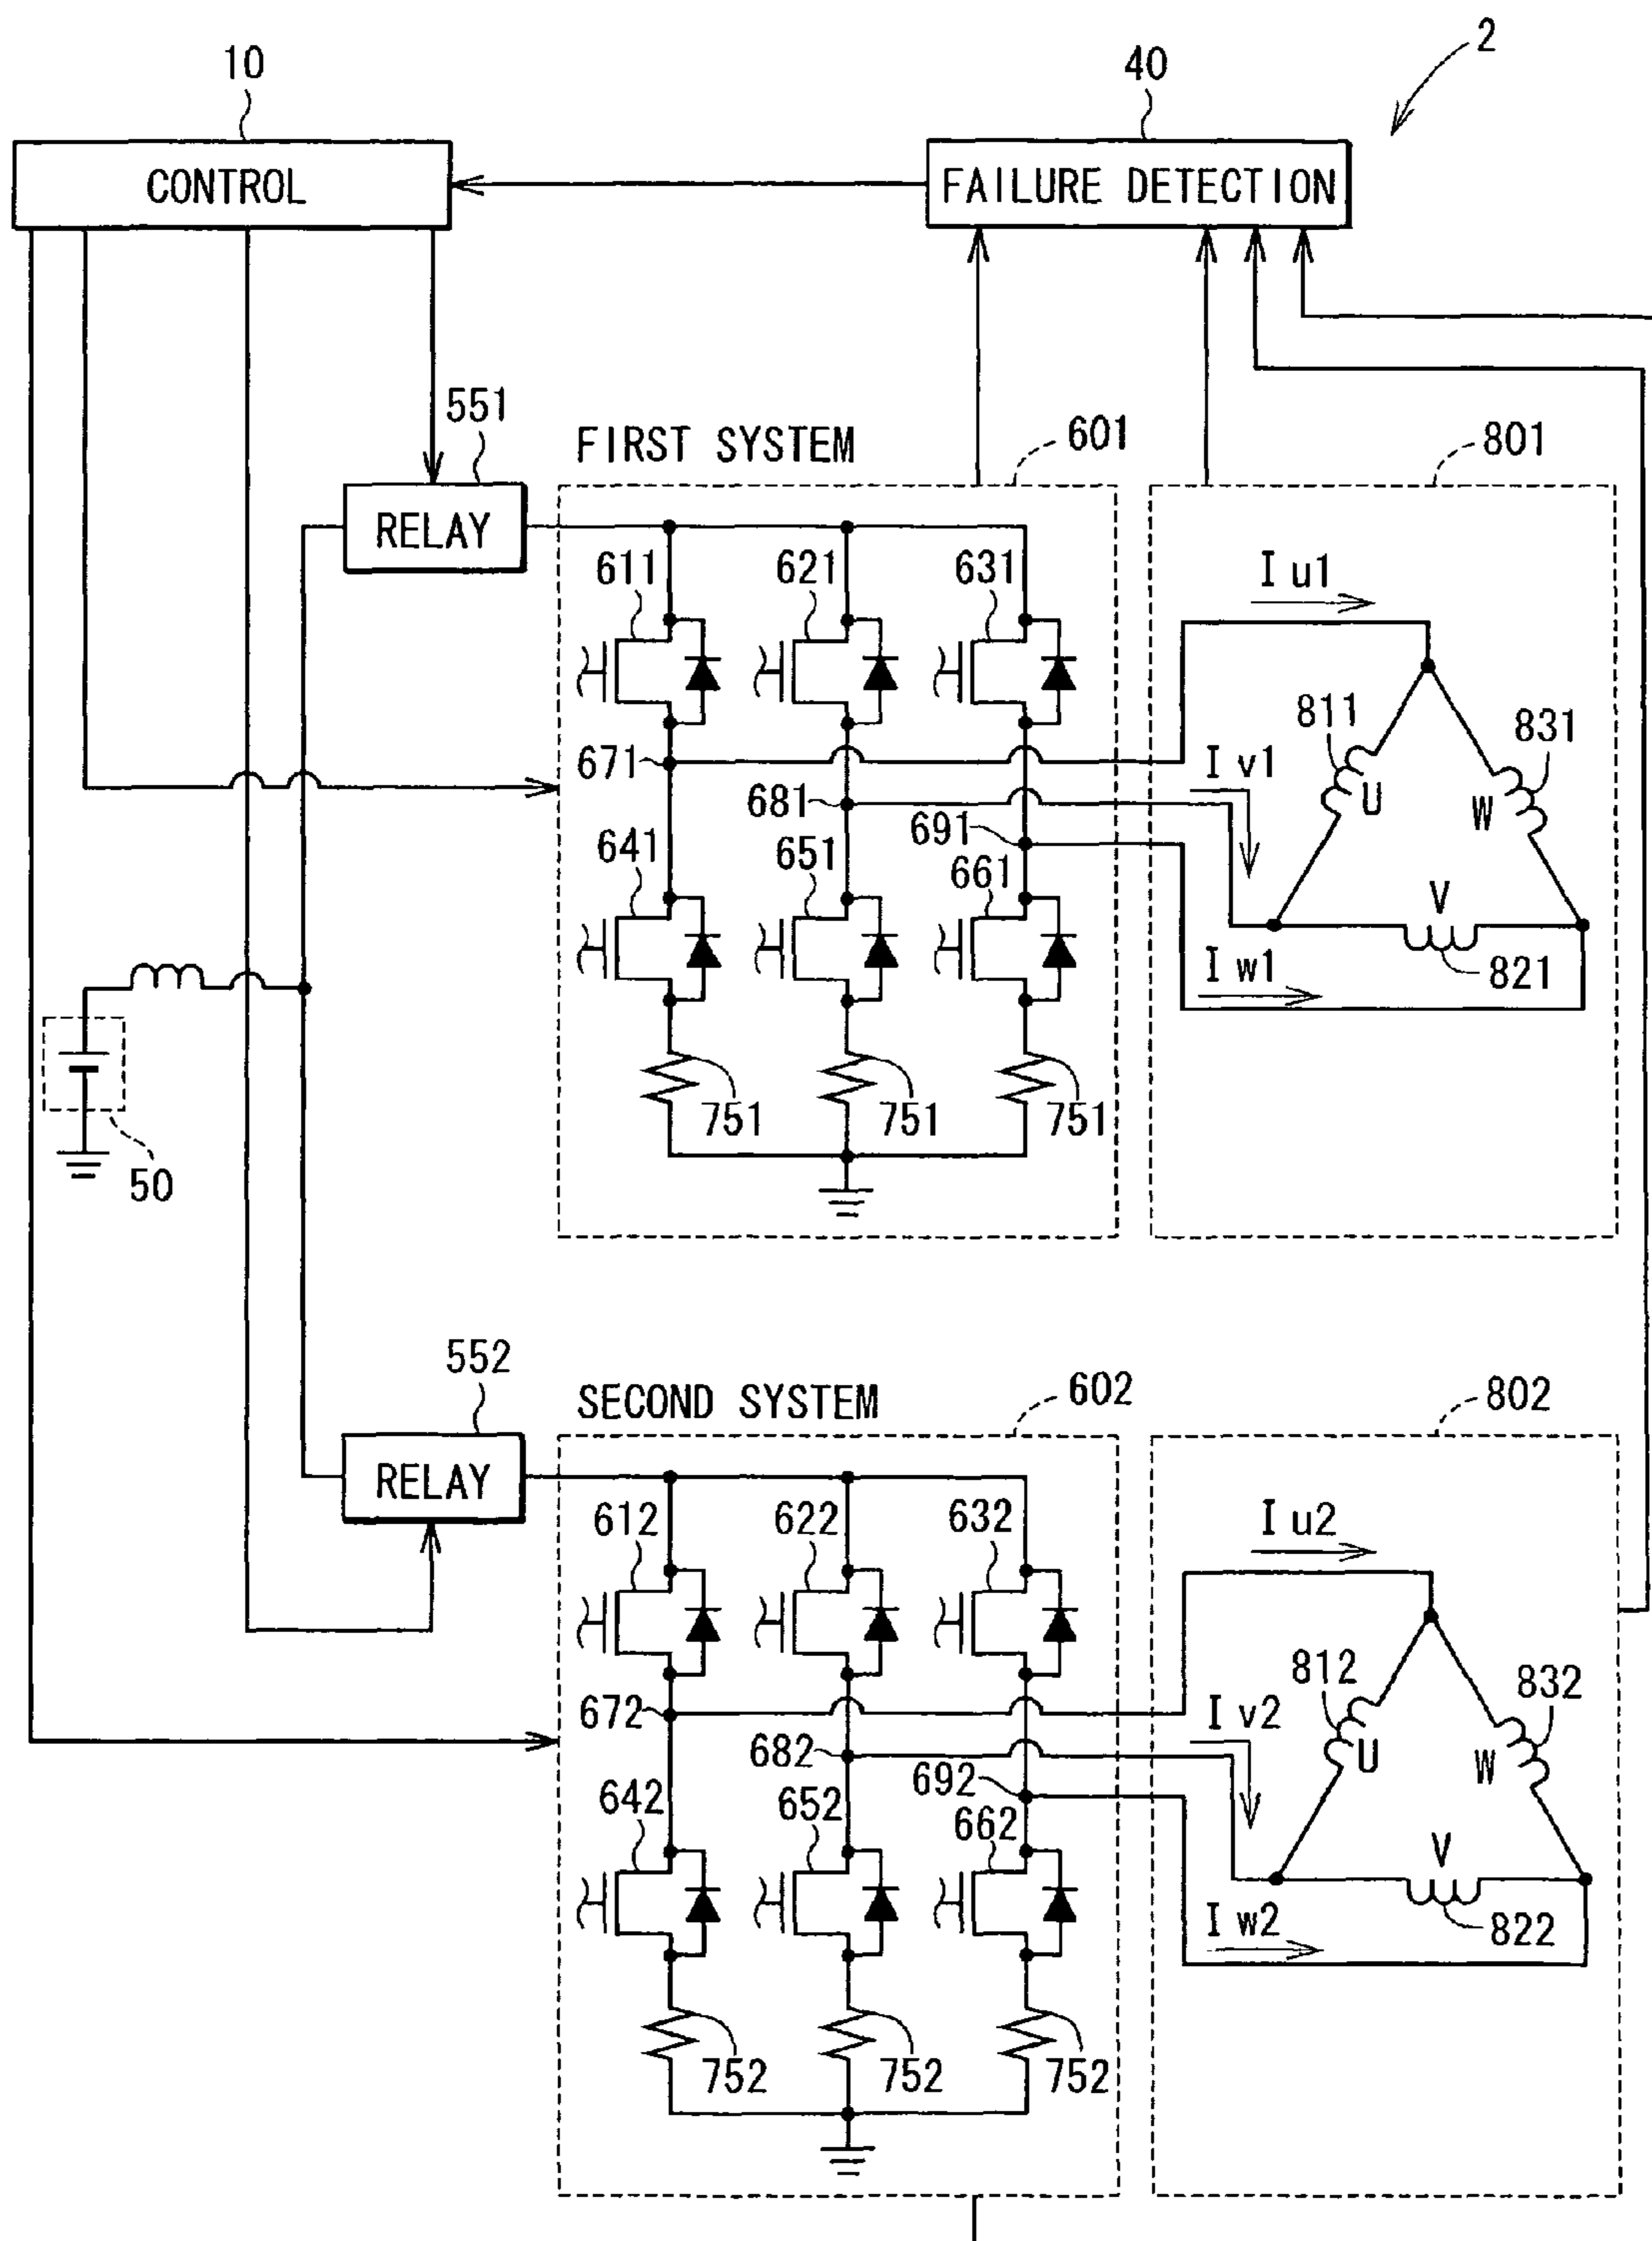 2
10
40
CONTROL
FAILURE DETECTION
551
FIRST SYSTEM
601
801
RELAY
611
621
631
I u1
811
831
671
I v1
U
W
681
691
641
651
661
V
I w1
821
751
751
751
50
552
SECOND SYSTEM
602
802
RELAY
612
622
632
I u2
812
832
672
I v2
U
W
682
692
642
652
662
V
I w2
822
752
752
752